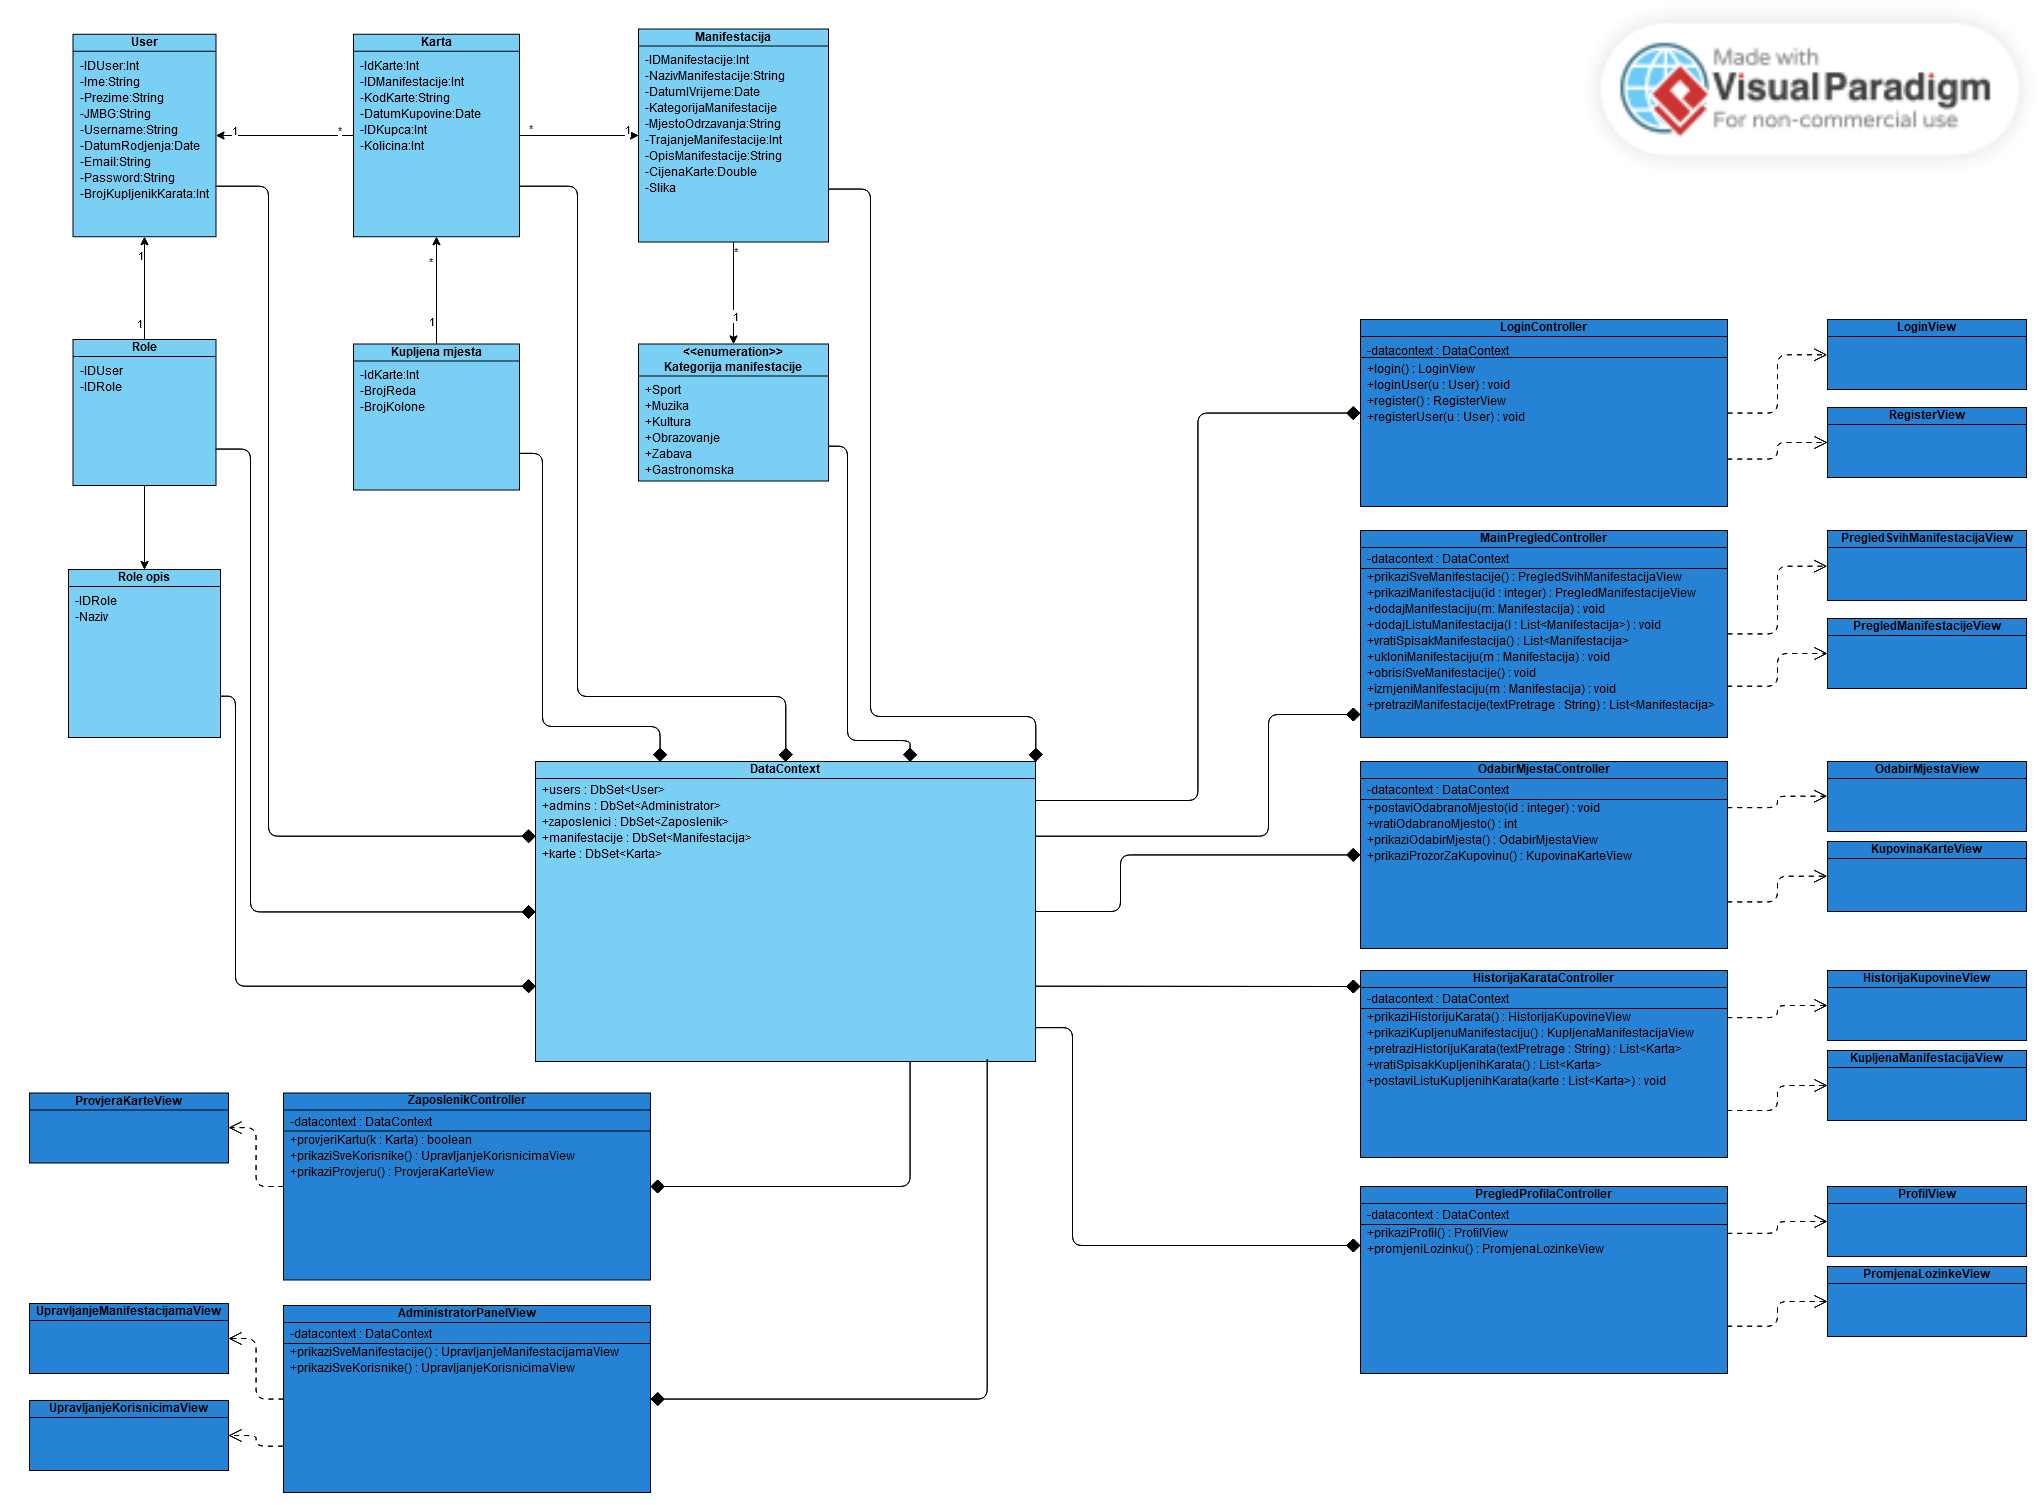 User
-IDUser:Int
-Ime:String
-Prezime:String
-JMBG:String
-Username:String
-DatumRodjenja:Date
-Email:String
-Password:String
-BrojKupljenikKarata:Int
1
*
Karta
-IdKarte:Int
-IDManifestacije:Int
-KodKarte:String
-DatumKupovine:Date
-IDKupca:Int
-Kolicina:Int
*
1
Manifestacija
-IDManifestacije:Int
-NazivManifestacije:String
-DatumIVrijeme:Date
-KategorijaManifestacije
-MjestoOdrzavanja:String
-TrajanjeManifestacije:Int
-OpisManifestacije:String
-CijenaKarte:Double
-Slika
Made with
Visual Paradigm
For non-commercial use
1
1
*
1
*
1
Role
-IDUser
-IDRole
Kupljena mjesta
-IdKarte:Int
-BrojReda
-BrojKolone
<<enumeration>>
Kategorija manifestacije
+Sport
+Muzika
+Kultura
+Obrazovanje
+Zabava
+Gastronomska
Role opis
-IDRole
-Naziv
DataContext
+users : DbSet<User>
+admins : DbSet<Administrator>
+zaposlenici : DbSet<Zaposlenik>
+manifestacije : DbSet<Manifestacija>
+karte : DbSet<Karta>
LoginController
-datacontext : DataContext
+login() : LoginView
+loginUser(u : User) : void
+register() : RegisterView
+registerUser(u : User) : void
LoginView
RegisterView
MainPregledController
-datacontext : DataContext
+prikaziSveManifestacije() : PregledSvihManifestacijaView
+prikaziManifestaciju(id : integer) : PregledManifestacijeView
+dodajManifestaciju(m: Manifestacija) : void
+dodajListuManifestacija(l : List<Manifestacija>) : void
+vratiSpisakManifestacija() : List<Manifestacija>
+ukloniManifestaciju(m : Manifestacija) : void
+obrisiSveManifestacije() : void
+izmjeniManifestaciju(m : Manifestacija) : void
+pretraziManifestacije(textPretrage : String) : List<Manifestacija>
PregledSvihManifestacijaView
PregledManifestacijeView
OdabirMjestaController
-datacontext : DataContext
+postaviOdabranoMjesto(id : integer) : void
+vratiOdabranoMjesto() : int
+prikaziOdabirMjesta() : OdabirMjestaView
+prikaziProzorZaKupovinu() : KupovinaKarteView
OdabirMjestaView
KupovinaKarteView
HistorijaKarataController
-datacontext : DataContext
+prikaziHistorijuKarata() : HistorijaKupovineView
+prikaziKupljenuManifestaciju() : KupljenaManifestacijaView
+pretraziHistorijuKarata(textPretrage : String) : List<Karta>
+vratiSpisakKupljenihKarata() : List<Karta>
+postaviListuKupljenihKarata(karte : List<Karta>) : void
HistorijaKupovineView
KupljenaManifestacijaView
PregledProfilaController
-datacontext : DataContext
+prikaziProfil() : ProfilView
+promjeniLozinku() : PromjenaLozinkeView
ProfilView
PromjenaLozinkeView
ProvjeraKarteView
ZaposlenikController
-datacontext : DataContext
+provjeriKartu(k : Karta) : boolean
+prikaziSveKorisnike() : UpravljanjeKorisnicimaView
+prikaziProvjeru() : ProvjeraKarteView
UpravljanjeManifestacijamaView
UpravljanjeKorisnicimaView
AdministratorPanelView
-datacontext : DataContext
+prikaziSveManifestacije() : UpravljanjeManifestacijamaView
+prikaziSveKorisnike() : UpravljanjeKorisnicimaView